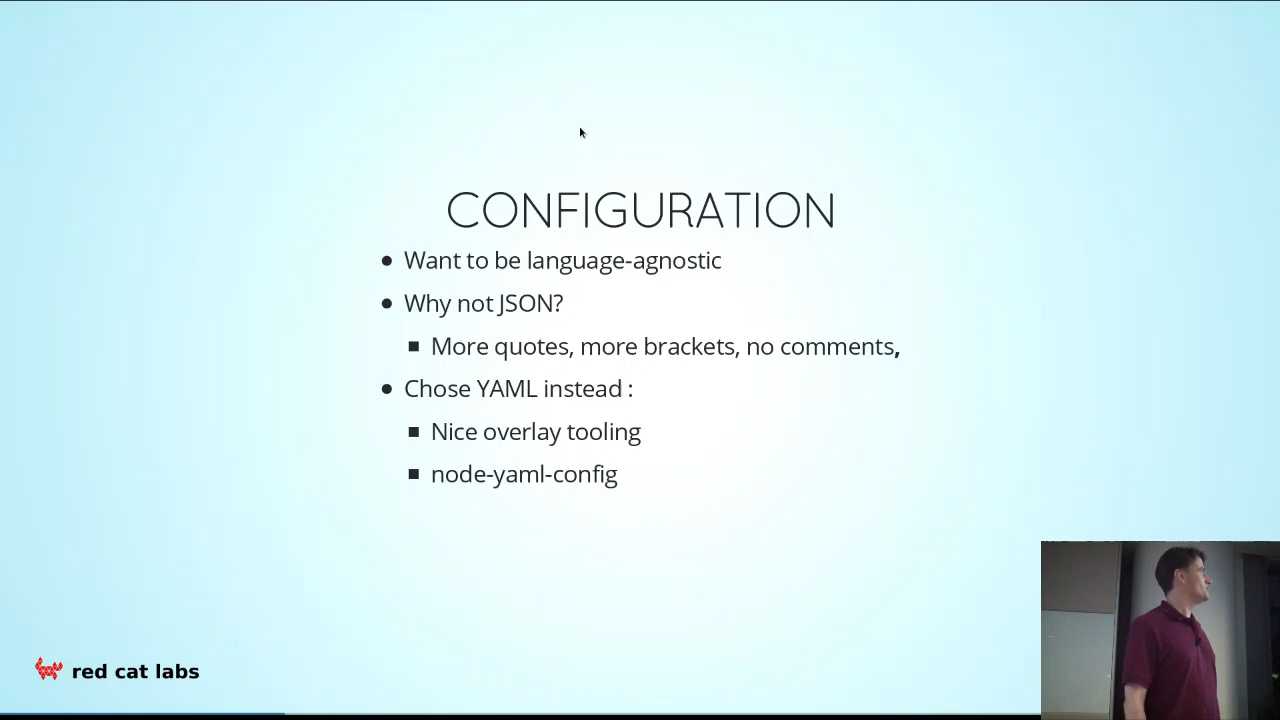 CONFIGURATION
Want to be language-agnostic
Why not JSON?
More quotes, more brackets, no comments,
Chose YAML instead :
Nice overlay tooling
node-yaml-config
red cat labs